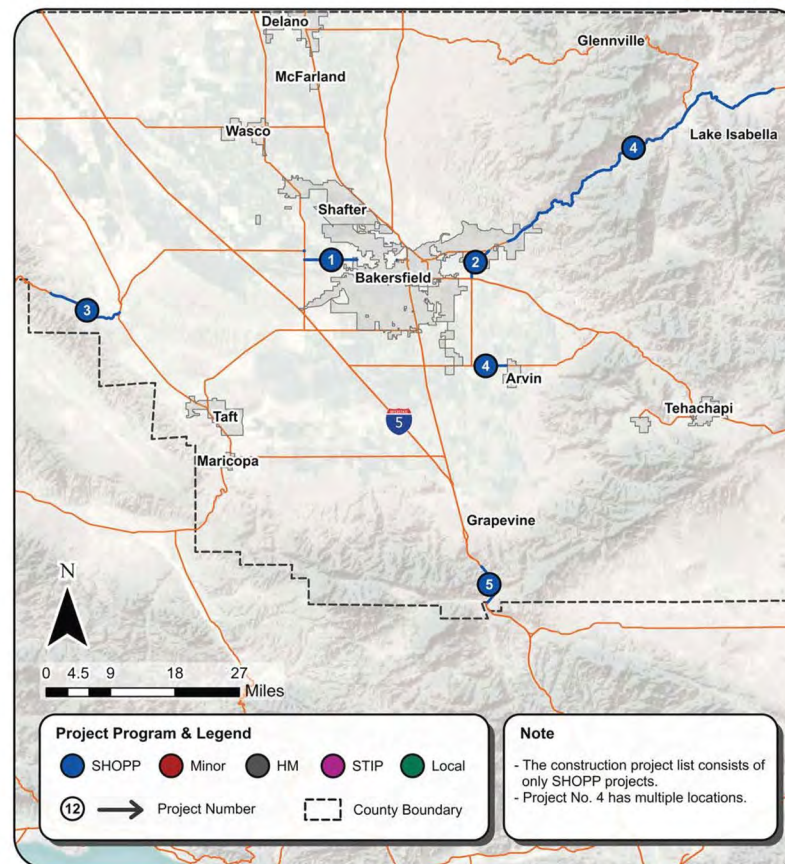 Delano
Glennville
McFarland
Wasco
4
Lake Isabella
Shafter
1
2
Bakersfield
3
4
Arvin
Taft
5
Tehachapi
Maricopa
Grapevine
5
N
0 4.5 9 18 27
Miles
Project Program & Legend
SHOPP Minor HM STIP Local
12 Project Number County Boundary
Note
- The construction project list consists of
only SHOPP projects.
- Project No. 4 has multiple locations.